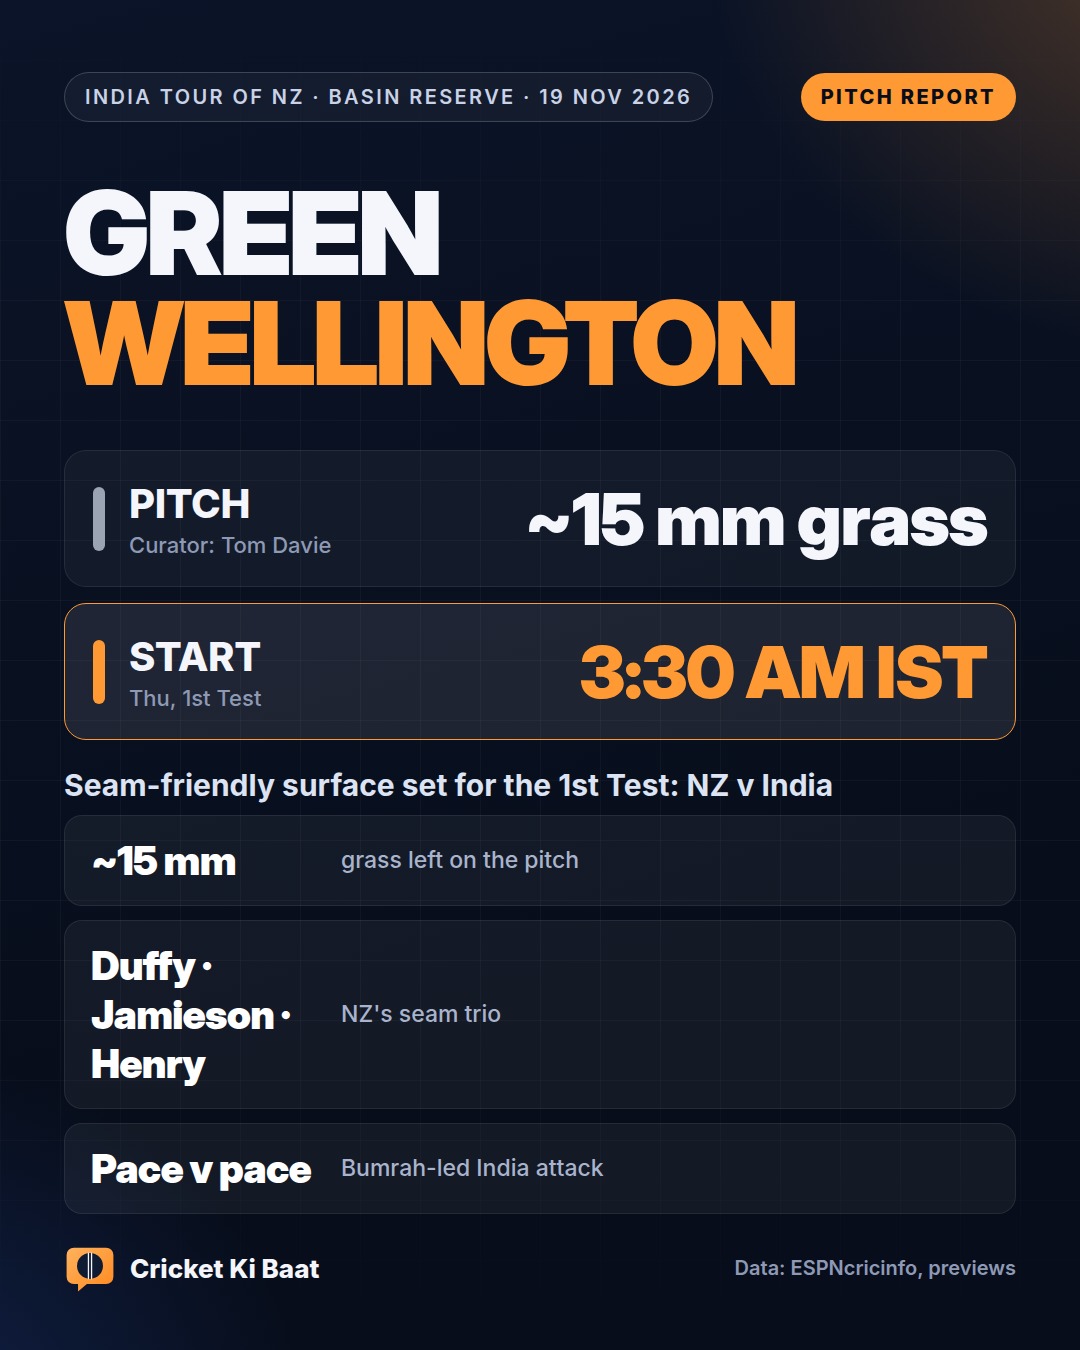 INDIA TOUR OF NZ · BASIN RESERVE · 19 NOV 2026
PITCH REPORT
GREEN
WELLINGTON
PITCH
Curator: Tom Davie
~15 mm grass
START
Thu, 1st Test
3:30 AM IST
Seam-friendly surface set for the 1st Test: NZ v India
~15 mm
grass left on the pitch
Duffy ·
Jamieson ·
Henry
NZ's seam trio
Pace v pace
Bumrah-led India attack
Cricket Ki Baat
Data: ESPNcricinfo, previews